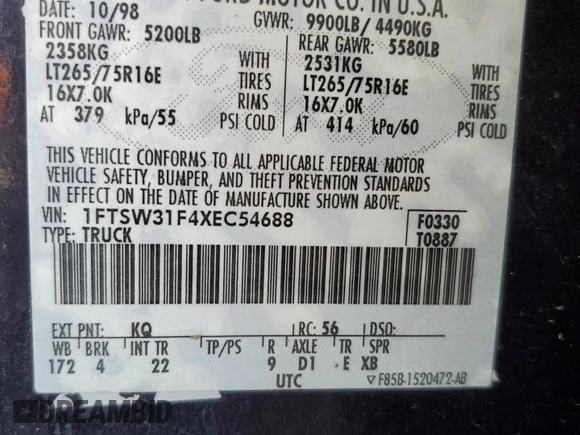 FORD MOTOR CO. IN U.S.A.
DATE: 10/98 GVWR: 9900LB/ 4490KG
FRONT GAWR: 5200LB REAR GAWR: 5580LB
2358KG WITH 2531KG WITH
LT265/75R16E TIRES LT265/75R16E TIRES
16X7.0K RIMS 16X7.0K RIMS
AT 379 kPa/55 PSI COLD AT 414 kPa/60 PSI COLD
THIS VEHICLE CONFORMS TO ALL APPLICABLE FEDERAL MOTOR
VEHICLE SAFETY, BUMPER, AND THEFT PREVENTION STANDARDS
IN EFFECT ON THE DATE OF MANUFACTURE SHOWN ABOVE.
VIN: 1FTSW31F4XEC54688 F0330
TYPE: TRUCK T0887
EXT PNT: KQ RC: 56 DSO:
WB BRK INT TR TP/PS R AXLE TR SPR
172 4 22 9 D1 E XB
UTC ▽F85B-1520472-AB
DREAMBID